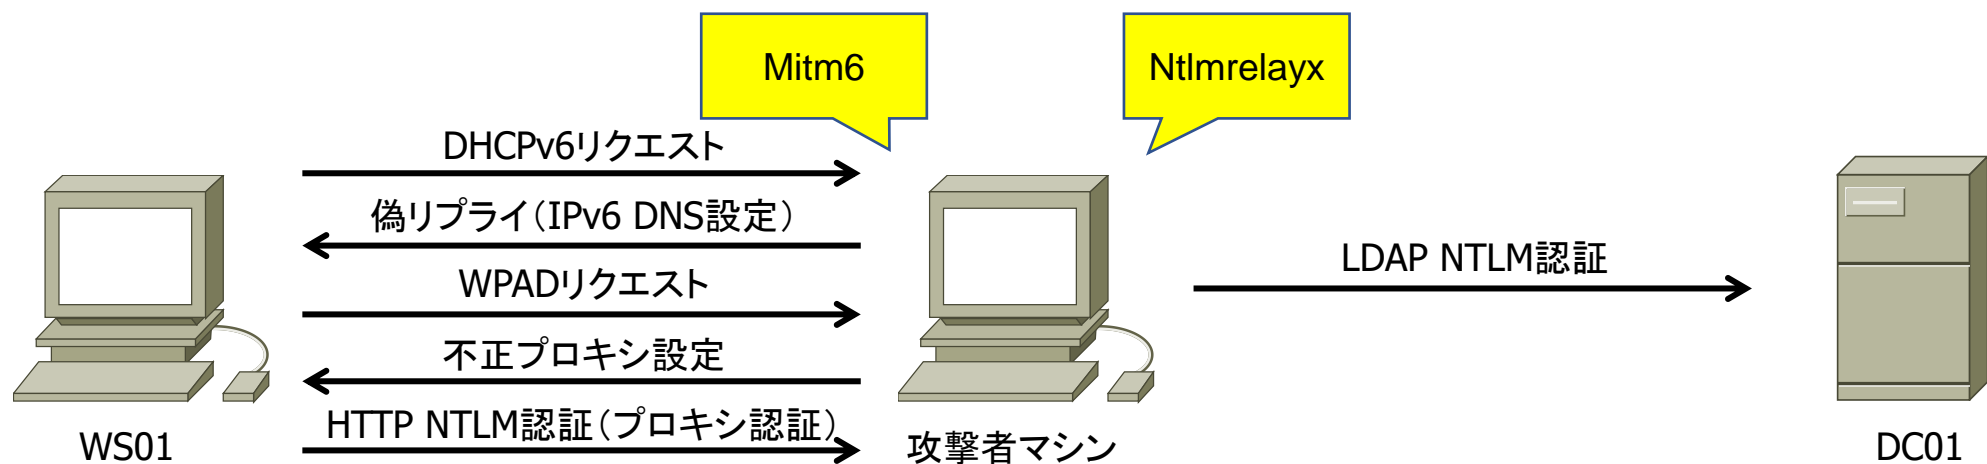 Mitm6
Ntlmrelayx
DHCPv6リクエスト
偽リプライ(IPv6 DNS設定)
WPADリクエスト
不正プロキシ設定
HTTP NTLM認証(プロキシ認証)
LDAP NTLM認証
WS01
攻撃者マシン
DC01